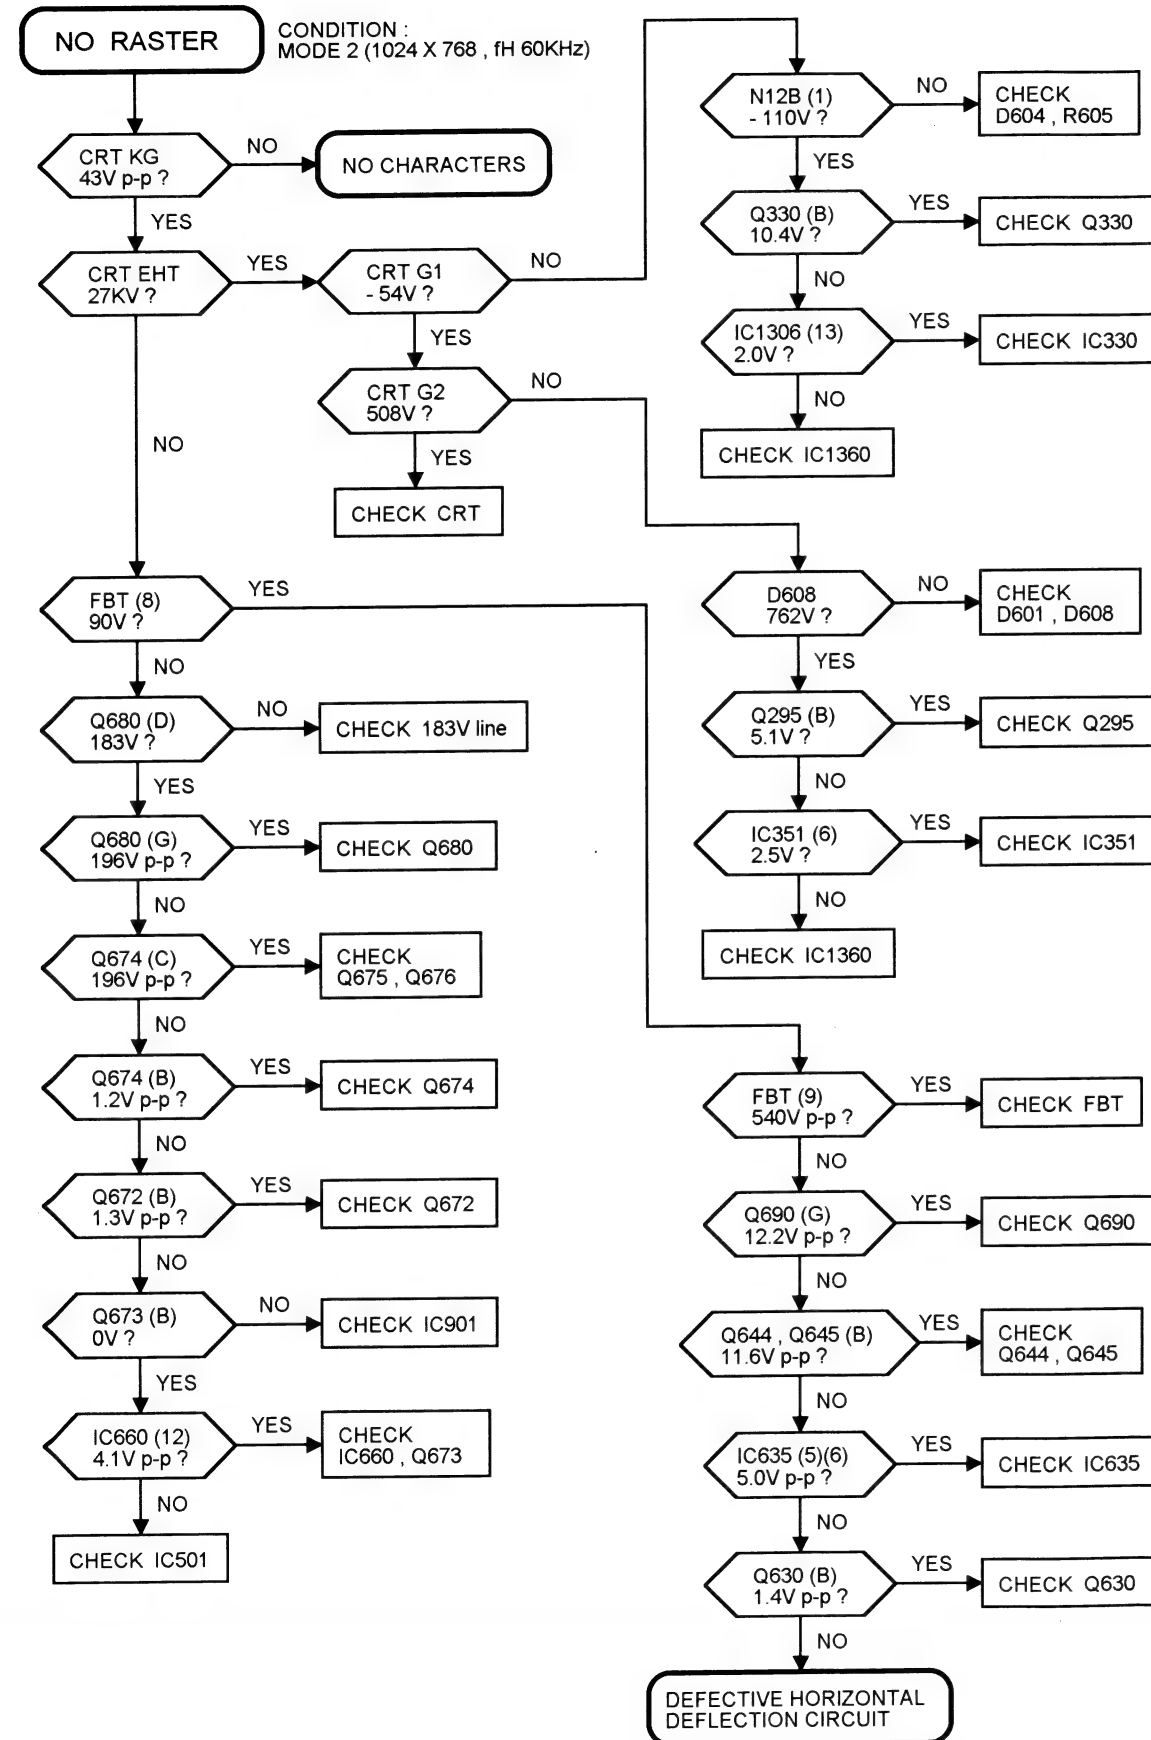 NO RASTER
CONDITION :
MODE 2 (1024 X 768 , fH 60KHz)
CRT KG
43V p-p ?
NO
NO CHARACTERS
YES
CRT EHT
27KV ?
YES
CRT G1
- 54V ?
NO
YES
CRT G2
508V ?
NO
YES
CHECK CRT
NO
N12B (1)
- 110V ?
NO
CHECK
D604 , R605
YES
Q330 (B)
10.4V ?
YES
CHECK Q330
NO
IC1306 (13)
2.0V ?
YES
CHECK IC330
NO
CHECK IC1360
D608
762V ?
NO
CHECK
D601 , D608
YES
Q295 (B)
5.1V ?
YES
CHECK Q295
NO
IC351 (6)
2.5V ?
YES
CHECK IC351
NO
CHECK IC1360
FBT (8)
90V ?
YES
NO
Q680 (D)
183V ?
NO
CHECK 183V line
YES
Q680 (G)
196V p-p ?
YES
CHECK Q680
NO
Q674 (C)
196V p-p ?
YES
CHECK
Q675 , Q676
NO
Q674 (B)
1.2V p-p ?
YES
CHECK Q674
NO
Q672 (B)
1.3V p-p ?
YES
CHECK Q672
NO
Q673 (B)
0V ?
NO
CHECK IC901
YES
IC660 (12)
4.1V p-p ?
YES
CHECK
IC660 , Q673
NO
CHECK IC501
FBT (9)
540V p-p ?
YES
CHECK FBT
NO
Q690 (G)
12.2V p-p ?
YES
CHECK Q690
NO
Q644 , Q645 (B)
11.6V p-p ?
YES
CHECK
Q644 , Q645
NO
IC635 (5)(6)
5.0V p-p ?
YES
CHECK IC635
NO
Q630 (B)
1.4V p-p ?
YES
CHECK Q630
NO
DEFECTIVE HORIZONTAL
DEFLECTION CIRCUIT